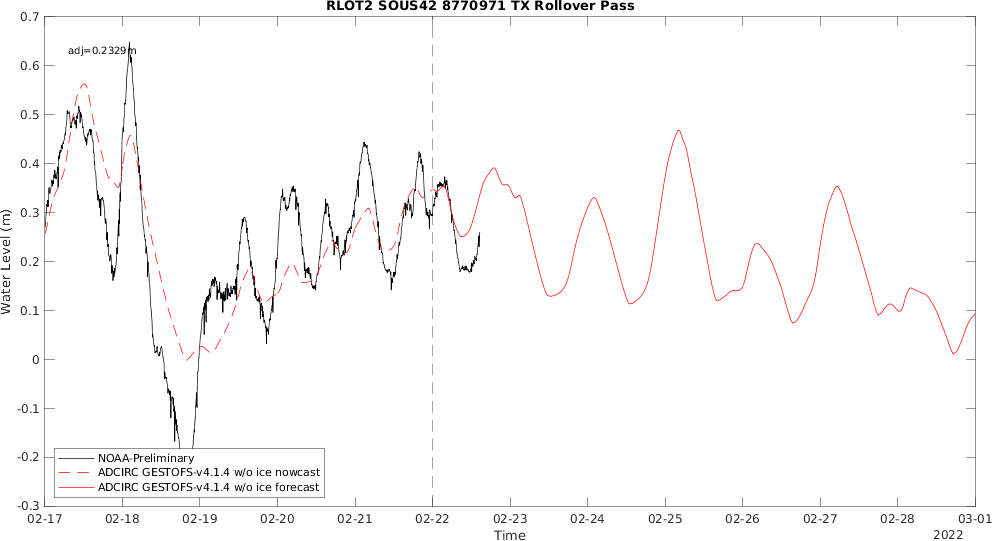 RLOT2 SOUS42 8770971 TX Rollover Pass
adj=0.2329 m
Water Level (m)
0.7
0.6
0.5
0.4
0.3
0.2
0.1
0
-0.1
-0.2
-0.3
NOAA-Preliminary
ADCIRC GESTOFS-v4.1.4 w/o ice nowcast
ADCIRC GESTOFS-v4.1.4 w/o ice forecast
02-17 02-18 02-19 02-20 02-21 02-22 02-23 02-24 02-25 02-26 02-27 02-28 03-01
Time
2022